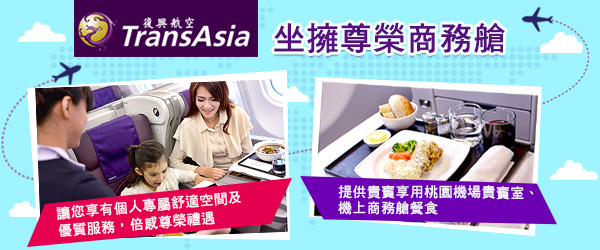 復興航空
TransAsia
坐擁尊榮商務艙
讓您享有個人專屬舒適空間及
優質服務，倍感尊榮禮遇
提供貴賓享用桃園機場貴賓室、
機上商務艙餐食